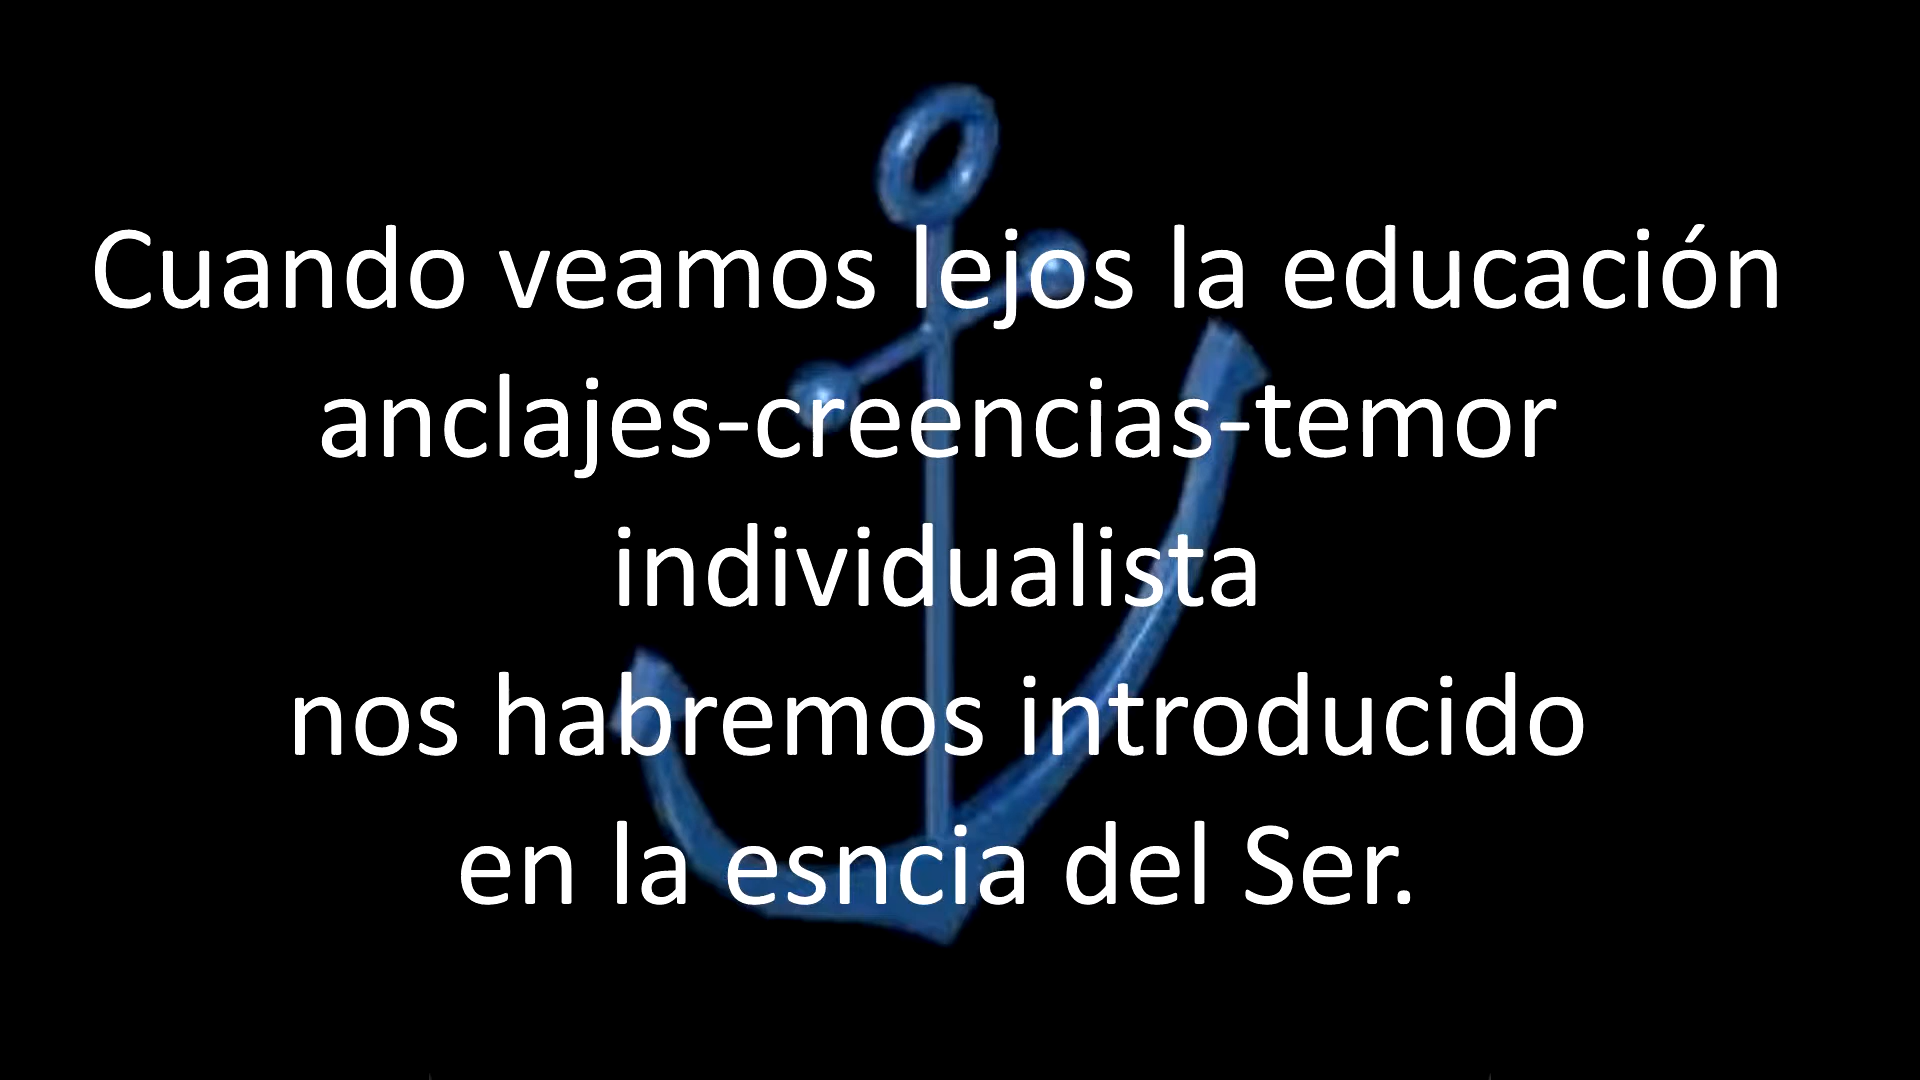 Cuando veamos lejos la educación
anclajes-creencias-temor
individualista
nos habremos introducido
en la esncia del Ser.